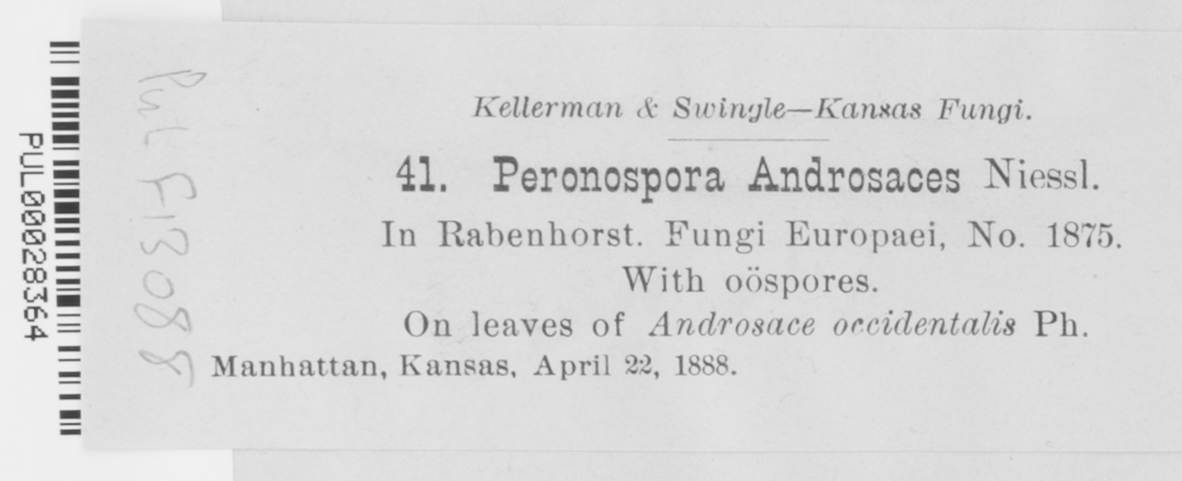 Kellerman & Swingle—Kansas Fungi.
41. Peronospora Androsaces Niessl.
In Rabenhorst. Fungi Europaei, No. 1875.
With oöspores.
On leaves of Androsace occidentalis Ph.
Manhattan, Kansas, April 22, 1888.
PUL F13088
PUL00028364